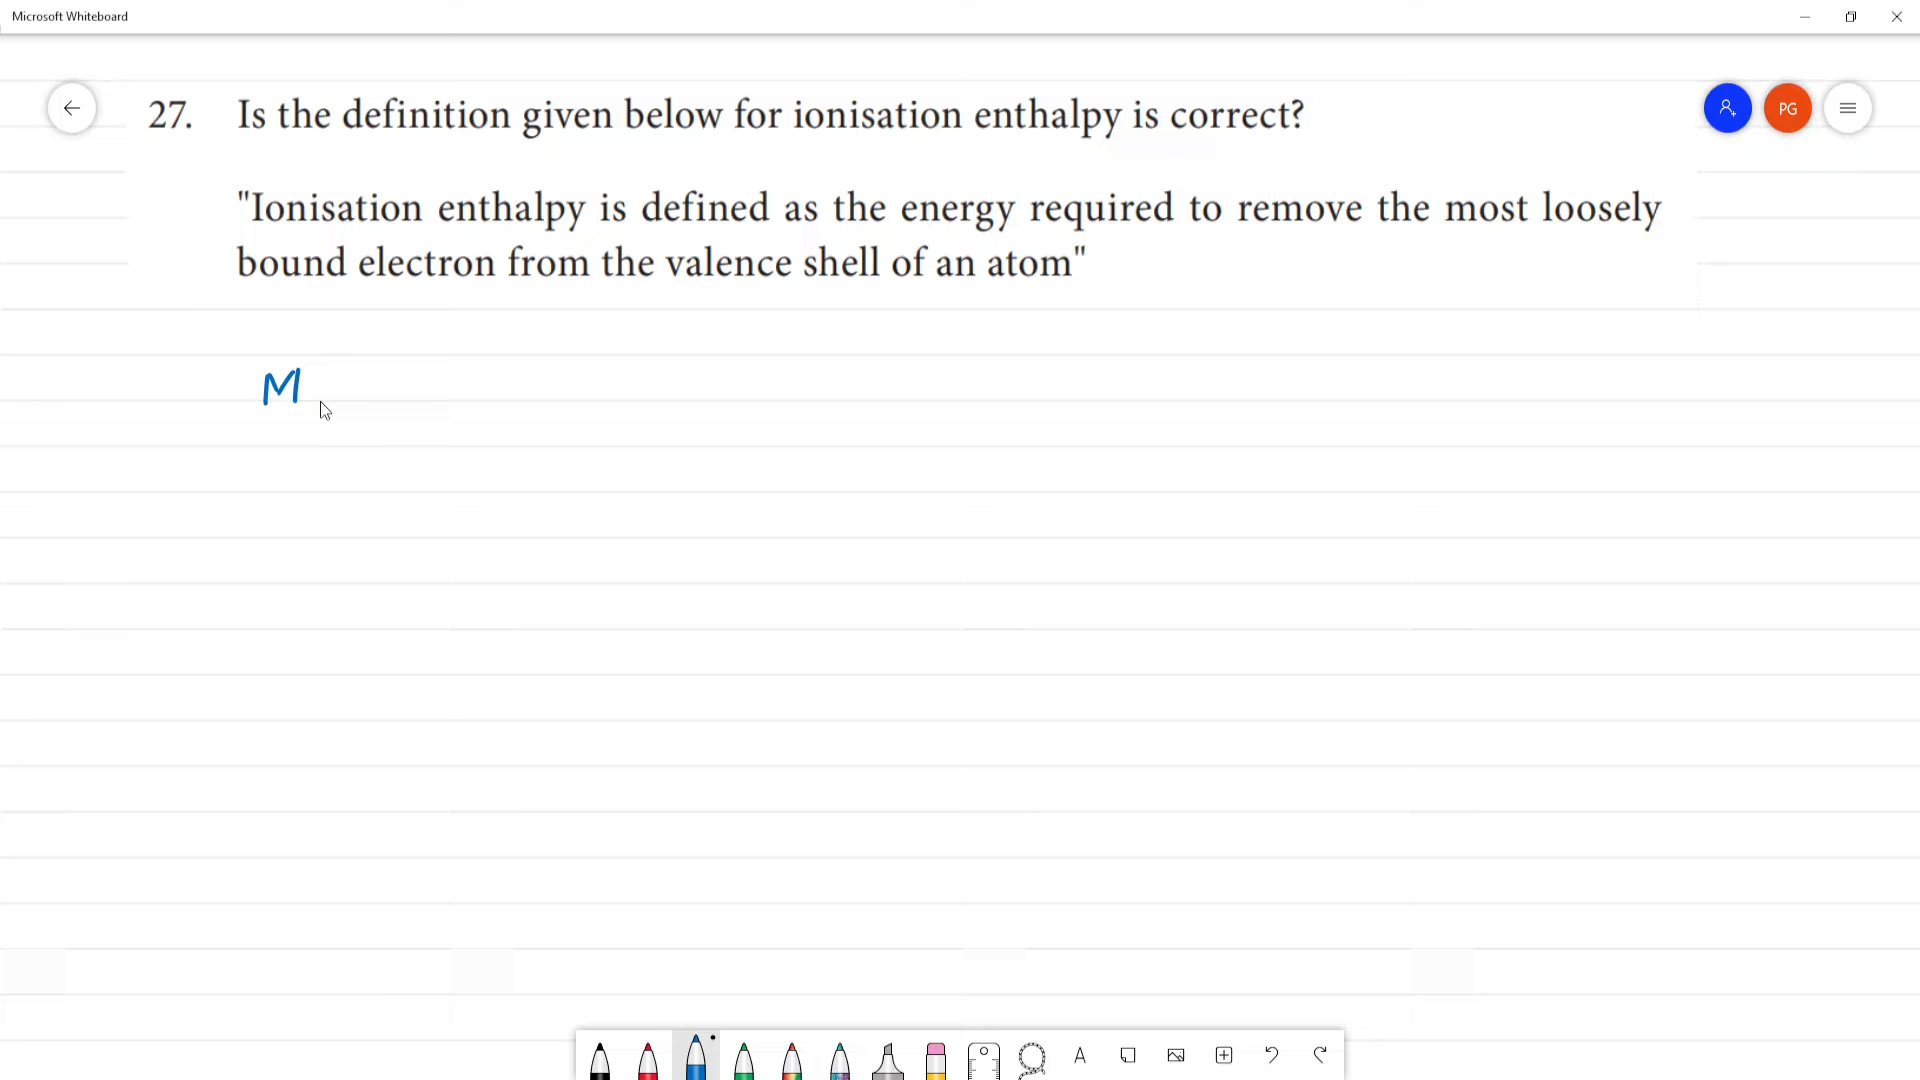 Microsoft Whiteboard
27. Is the definition given below for ionisation enthalpy is correct?
PG
"Ionisation enthalpy is defined as the energy required to remove the most loosely
bound electron from the valence shell of an atom"
M
A